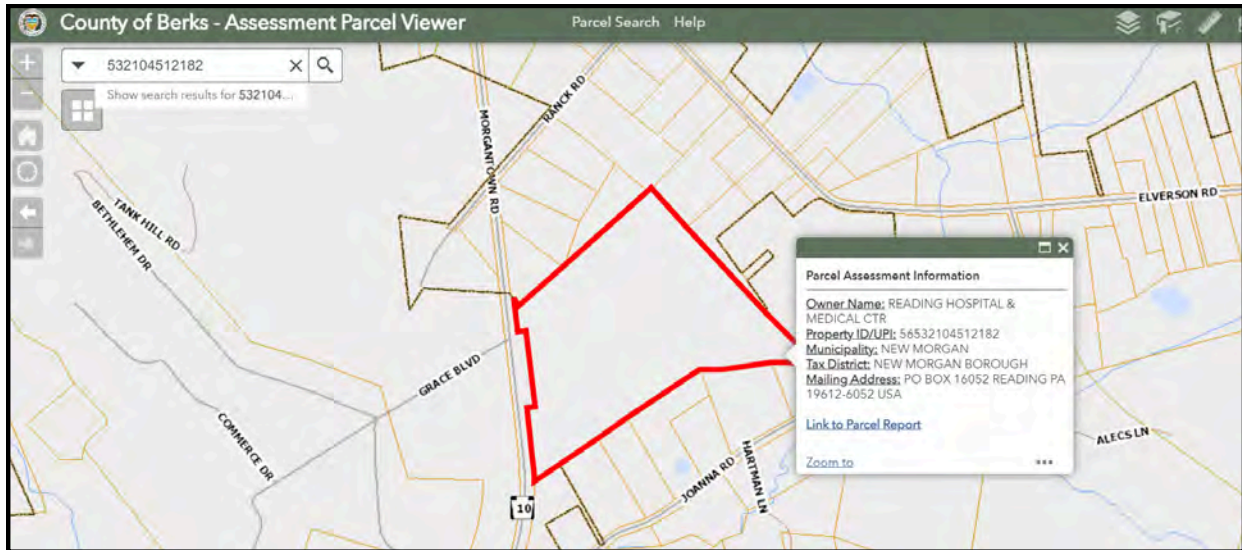 County of Berks - Assessment Parcel Viewer
Parcel Search Help
532104512182
Show search results for 532104....
RANCK RD
MORGANTOWN RD
ELVERSON RD
TANK HILL RD
BETHLEHEM DR
GRACE BLVD
COMMERCE DR
10
JOANNA RD
HARTMAN LN
ALECS LN
Parcel Assessment Information
Owner Name: READING HOSPITAL &
MEDICAL CTR
Property ID/UPI: 56532104512182
Municipality: NEW MORGAN
Tax District: NEW MORGAN BOROUGH
Mailing Address: PO BOX 16052 READING PA
19612-6052 USA
Link to Parcel Report
Zoom to